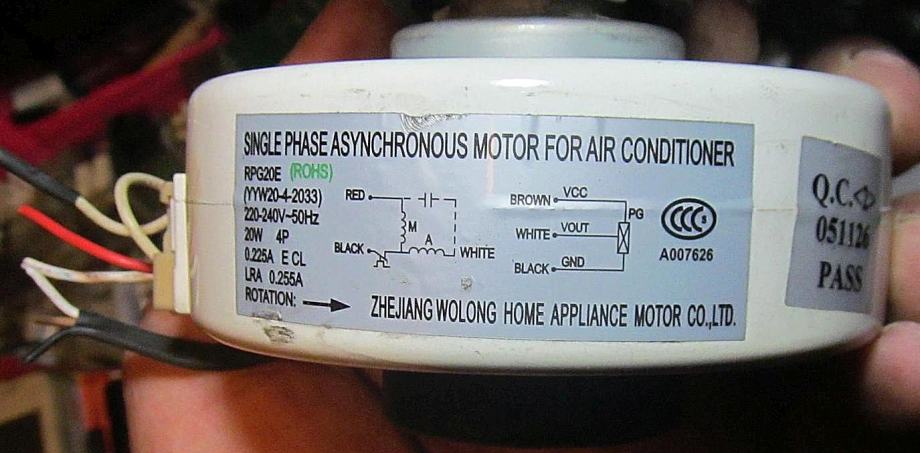 SINGLE PHASE ASYNCHRONOUS MOTOR FOR AIR CONDITIONER
RPG20E (ROHS)
(YYW20-4-2033)
220-240V~50Hz
20W 4P
0.225A E CL
LRA 0.255A
ROTATION:
RED
M
A
BLACK
WHITE
BROWN VCC
PG
WHITE VOUT
BLACK GND
CCC S
A007626
ZHEJIANG WOLONG HOME APPLIANCE MOTOR CO.,LTD.
Q.C.
051126
PASS